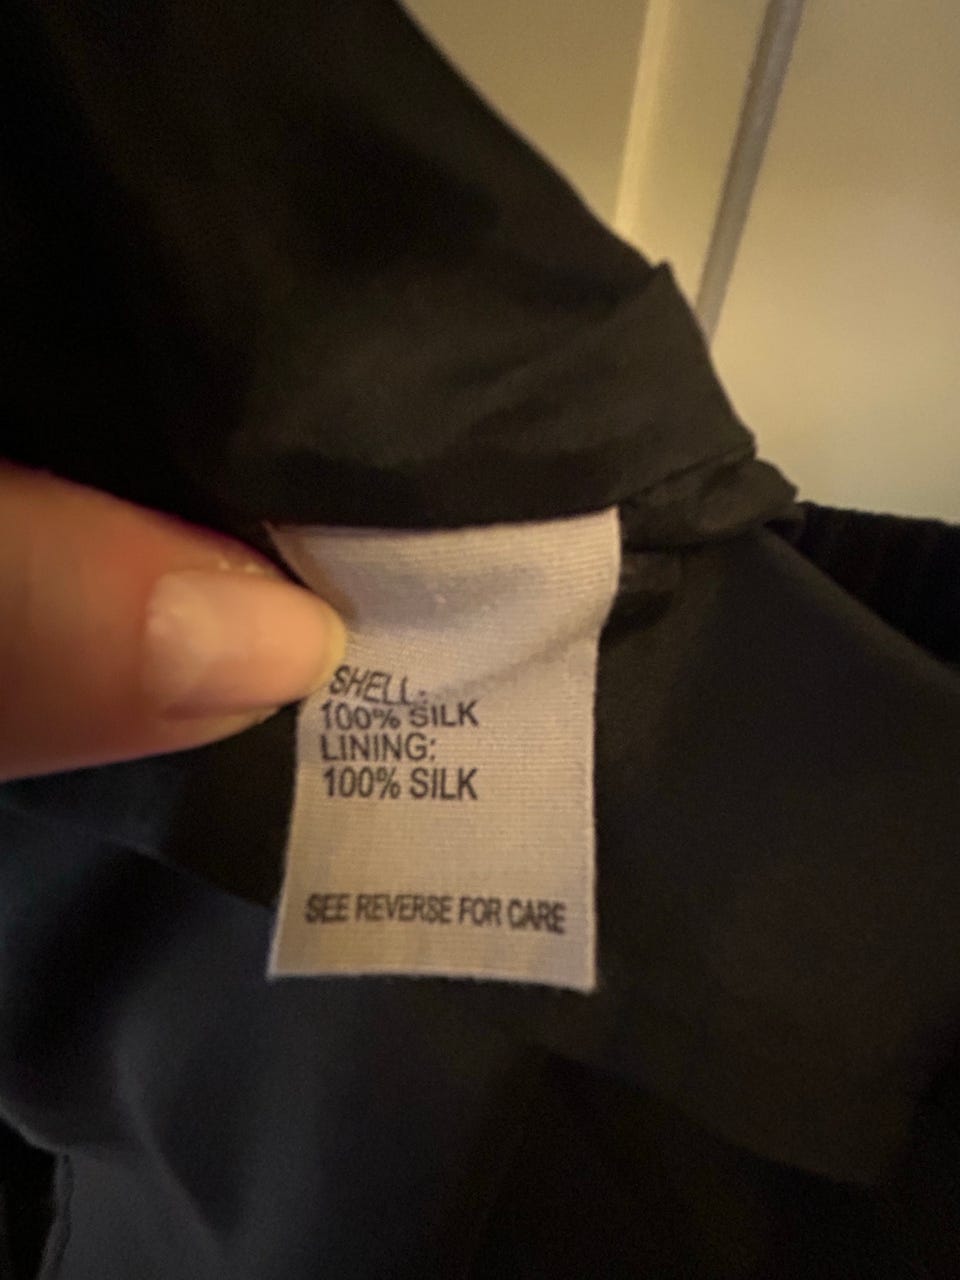 SHELL:
100% SILK
LINING:
100% SILK
SEE REVERSE FOR CARE